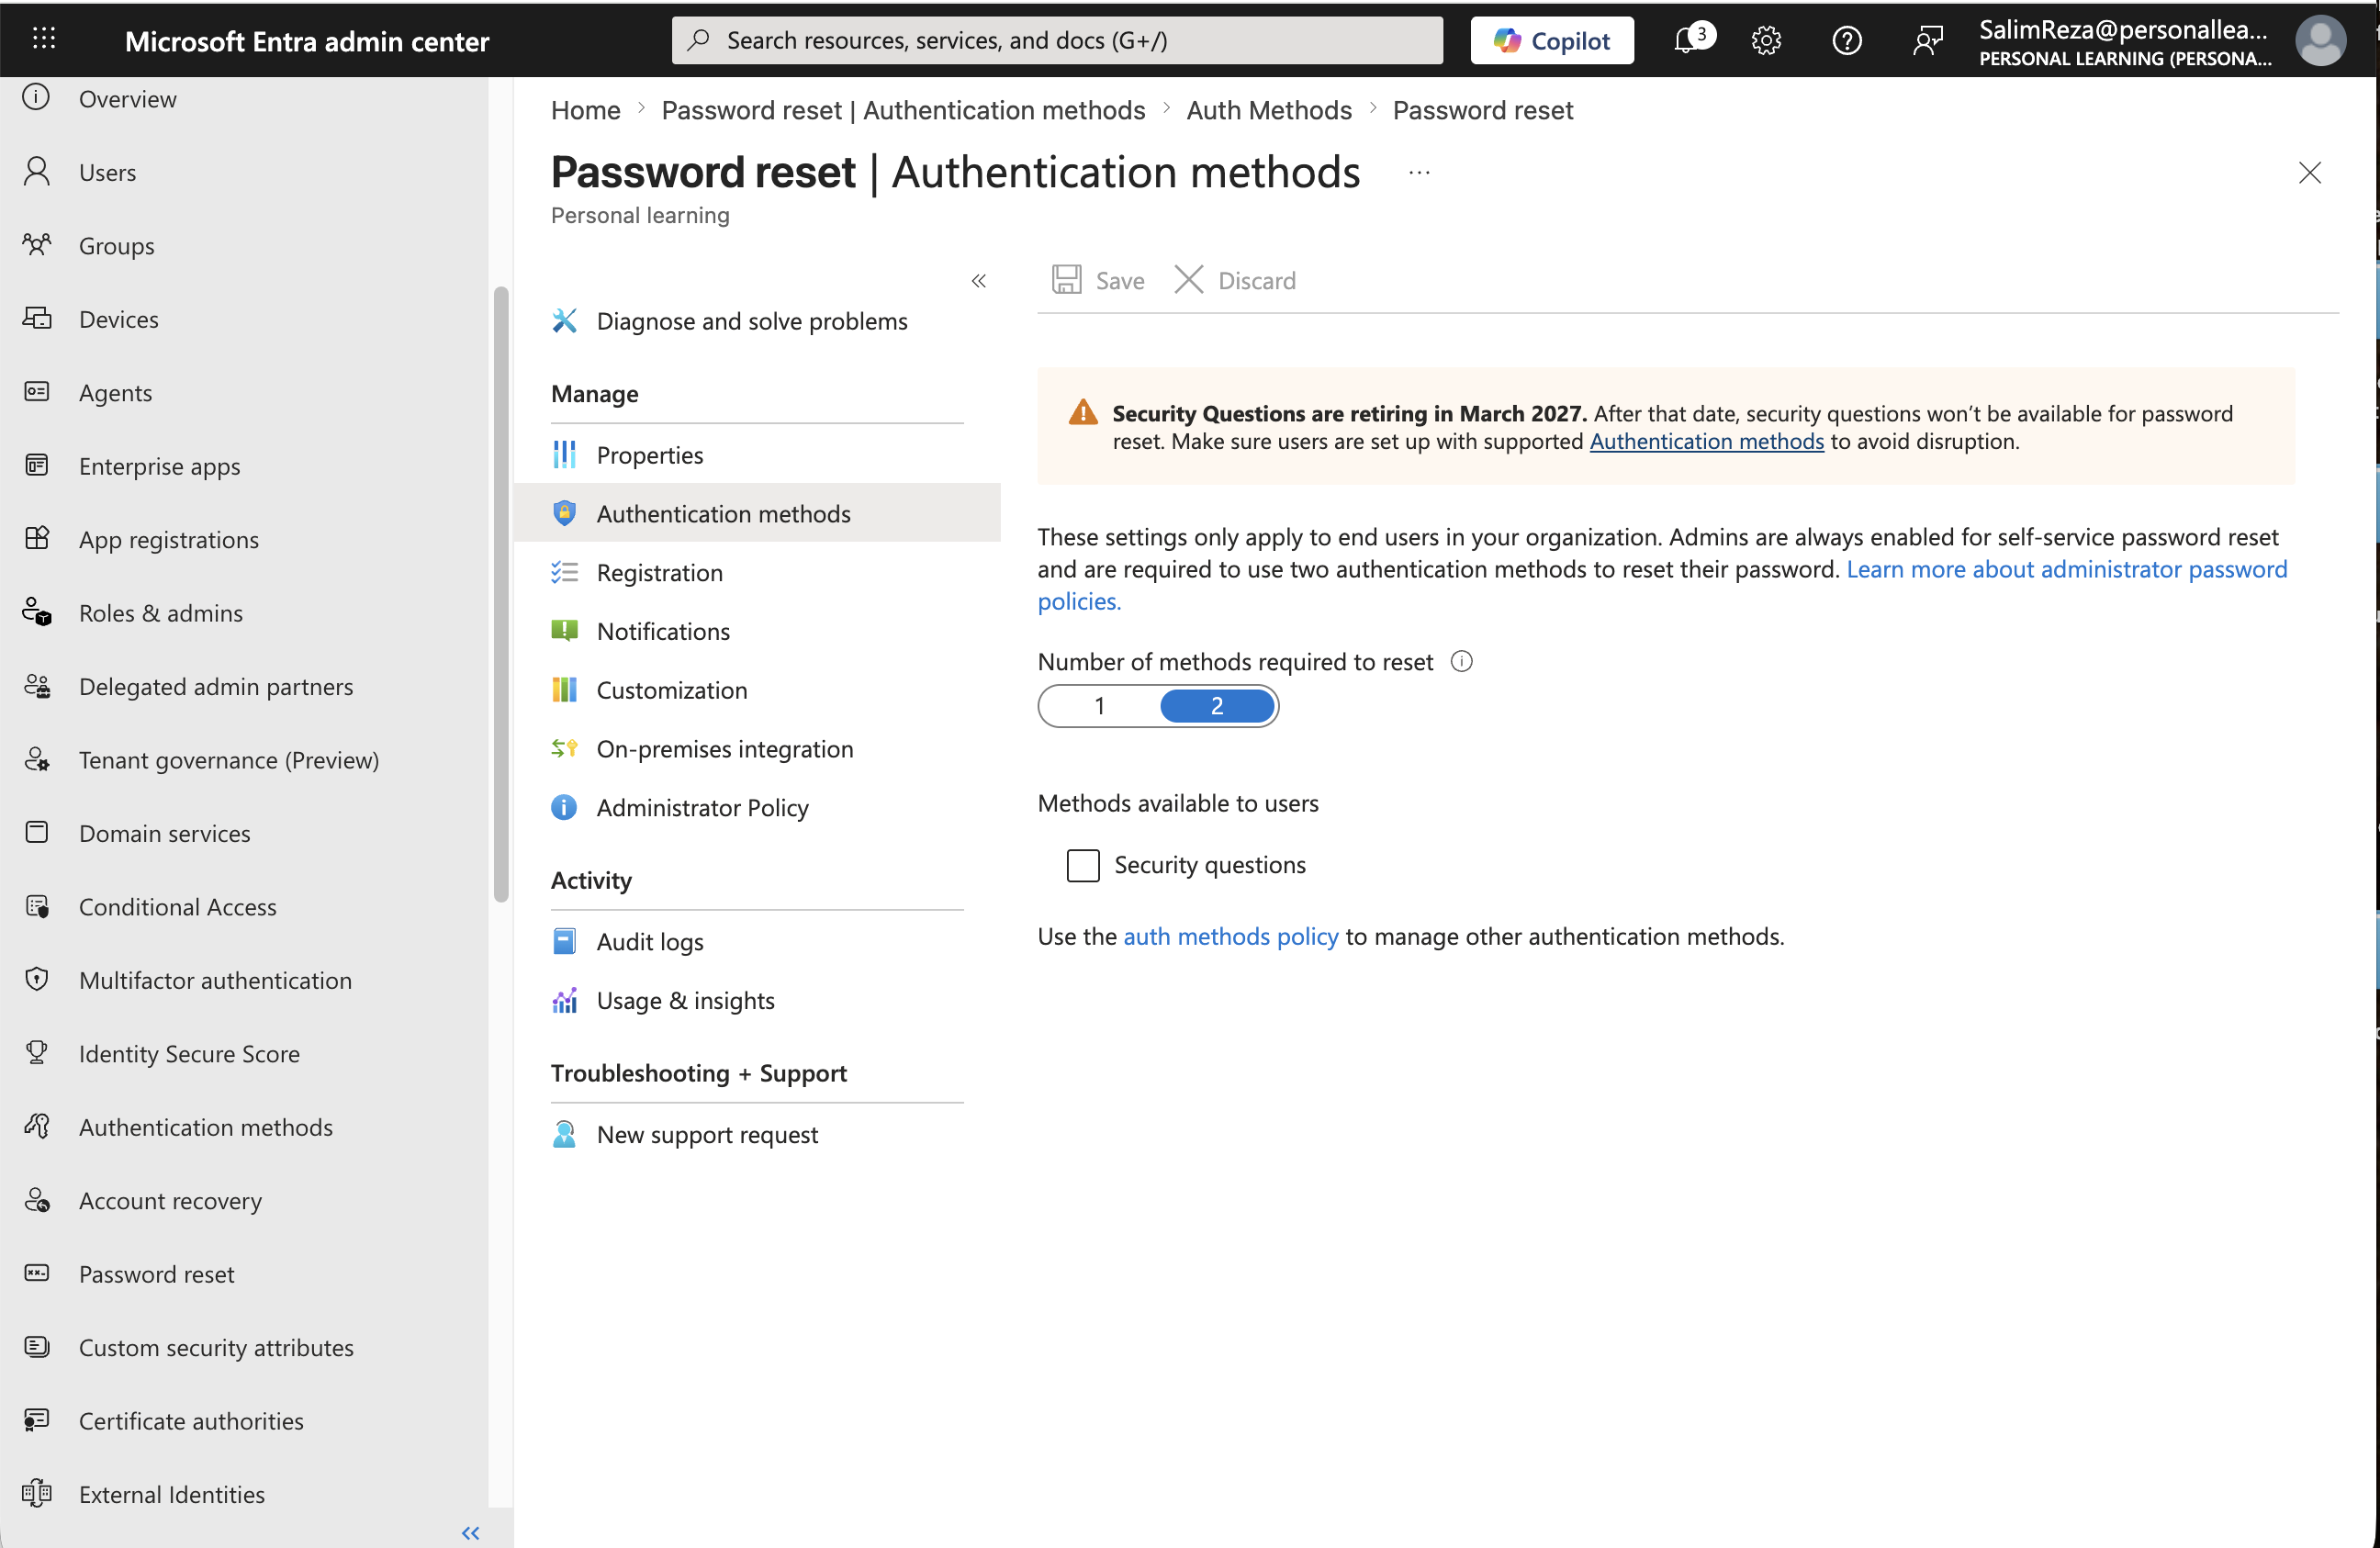 Microsoft Entra admin center
Search resources, services, and docs (G+/)
Copilot
3
SalimReza@personallea...
PERSONAL LEARNING (PERSONA...
Overview
Users
Groups
Devices
Agents
Enterprise apps
App registrations
Roles & admins
Delegated admin partners
Tenant governance (Preview)
Domain services
Conditional Access
Multifactor authentication
Identity Secure Score
Authentication methods
Account recovery
Password reset
Custom security attributes
Certificate authorities
External Identities
Home > Password reset | Authentication methods > Auth Methods > Password reset
Password reset | Authentication methods ...
Personal learning
Diagnose and solve problems
Manage
Properties
Authentication methods
Registration
Notifications
Customization
On-premises integration
Administrator Policy
Activity
Audit logs
Usage & insights
Troubleshooting + Support
New support request
Save Discard
Security Questions are retiring in March 2027. After that date, security questions won't be available for password
reset. Make sure users are set up with supported Authentication methods to avoid disruption.
These settings only apply to end users in your organization. Admins are always enabled for self-service password reset
and are required to use two authentication methods to reset their password. Learn more about administrator password
policies.
Number of methods required to reset
1 2
Methods available to users
Security questions
Use the auth methods policy to manage other authentication methods.